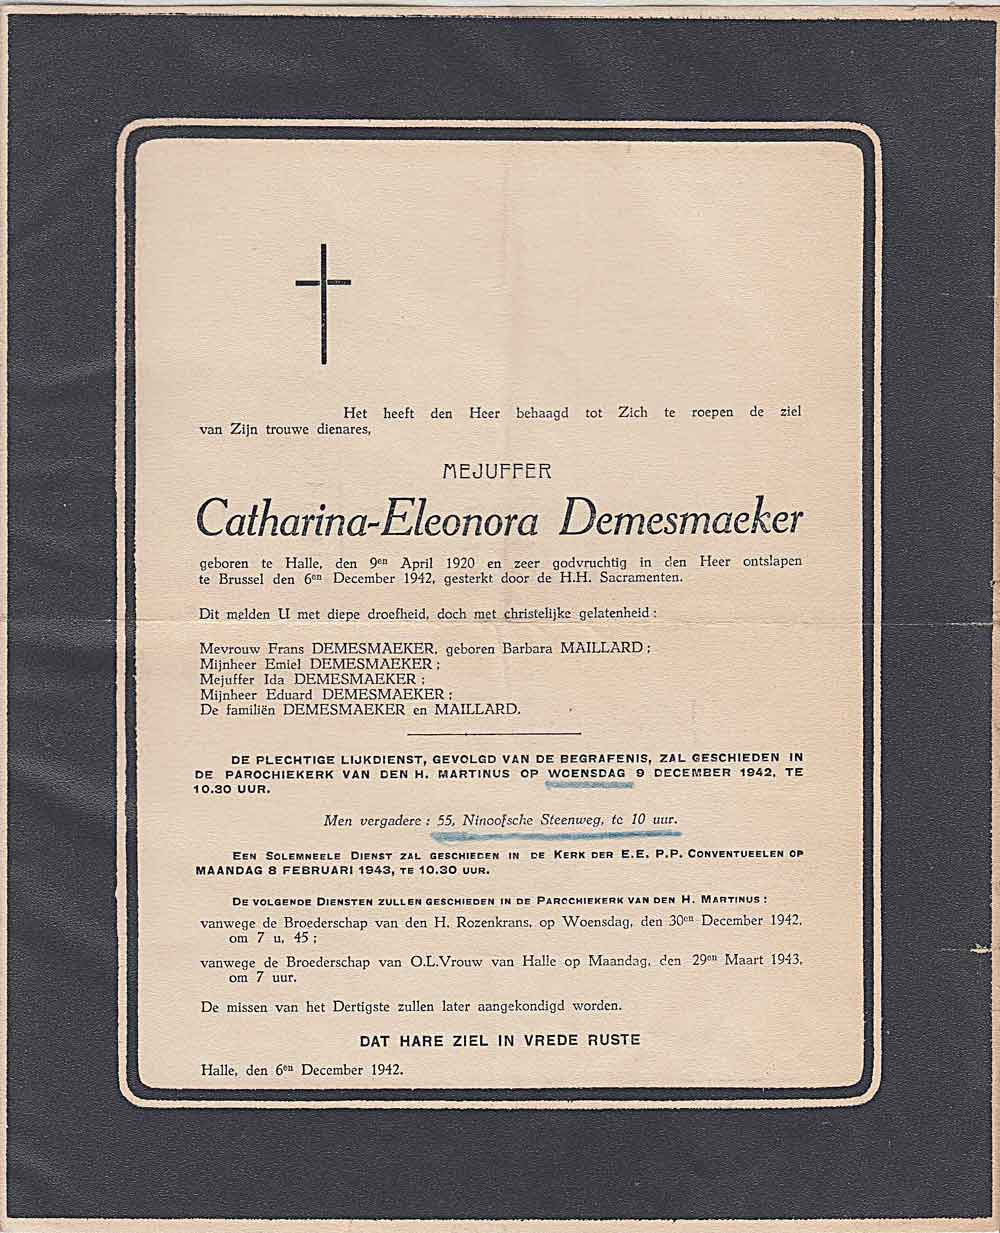 Het heeft den Heer behaagd tot Zich te roepen de ziel
van Zijn trouwe dienares,
MEJUFFER
Catharina-Eleonora Demesmaeker
geboren te Halle, den 9en April 1920 en zeer godvruchtig in den Heer ontslapen
te Brussel den 6en December 1942, gesterkt door de H.H. Sacramenten.
Dit melden U met diepe droefheid, doch met christelijke gelatenheid :
Mevrouw Frans DEMESMAEKER, geboren Barbara MAILLARD ;
Mijnheer Emiel DEMESMAEKER ;
Mejuffer Ida DEMESMAEKER ;
Mijnheer Eduard DEMESMAEKER ;
De familiën DEMESMAEKER en MAILLARD.
DE PLECHTIGE LIJKDIENST, GEVOLGD VAN DE BEGRAFENIS, ZAL GESCHIEDEN IN
DE PAROCHIEKERK VAN DEN H. MARTINUS OP WOENSDAG 9 DECEMBER 1942, TE
10.30 UUR.
Men vergadere : 55, Ninoofsche Steenweg, te 10 uur.
EEN SOLEMNEELE DIENST ZAL GESCHIEDEN IN DE KERK DER E.E. P.P. CONVENTUEELEN OP
MAANDAG 8 FEBRUARI 1943, TE 10.30 UUR.
DE VOLGENDE DIENSTEN ZULLEN GESCHIEDEN IN DE PAROCHIEKERK VAN DEN H. MARTINUS :
vanwege de Broederschap van den H. Rozenkrans, op Woensdag, den 30en December 1942,
om 7 u, 45 ;
vanwege de Broederschap van O.L.Vrouw van Halle op Maandag, den 29en Maart 1943,
om 7 uur.
De missen van het Dertigste zullen later aangekondigd worden.
DAT HARE ZIEL IN VREDE RUSTE
Halle, den 6en December 1942.